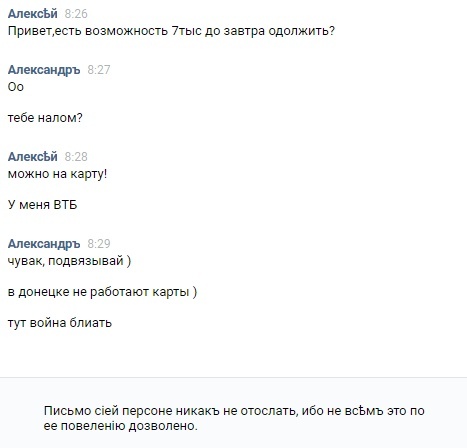 Алексѣй 8:26
Привет,есть возможность 7тыс до завтра одолжить?
Александръ 8:27
Оо
тебе налом?
Алексѣй 8:28
можно на карту!
У меня ВТБ
Александръ 8:29
чувак, подвязывай )
в донецке не работают карты )
тут война блиать
Письмо сіей персоне никакъ не отослать, ибо не всѣмъ это по
ее повеленію дозволено.